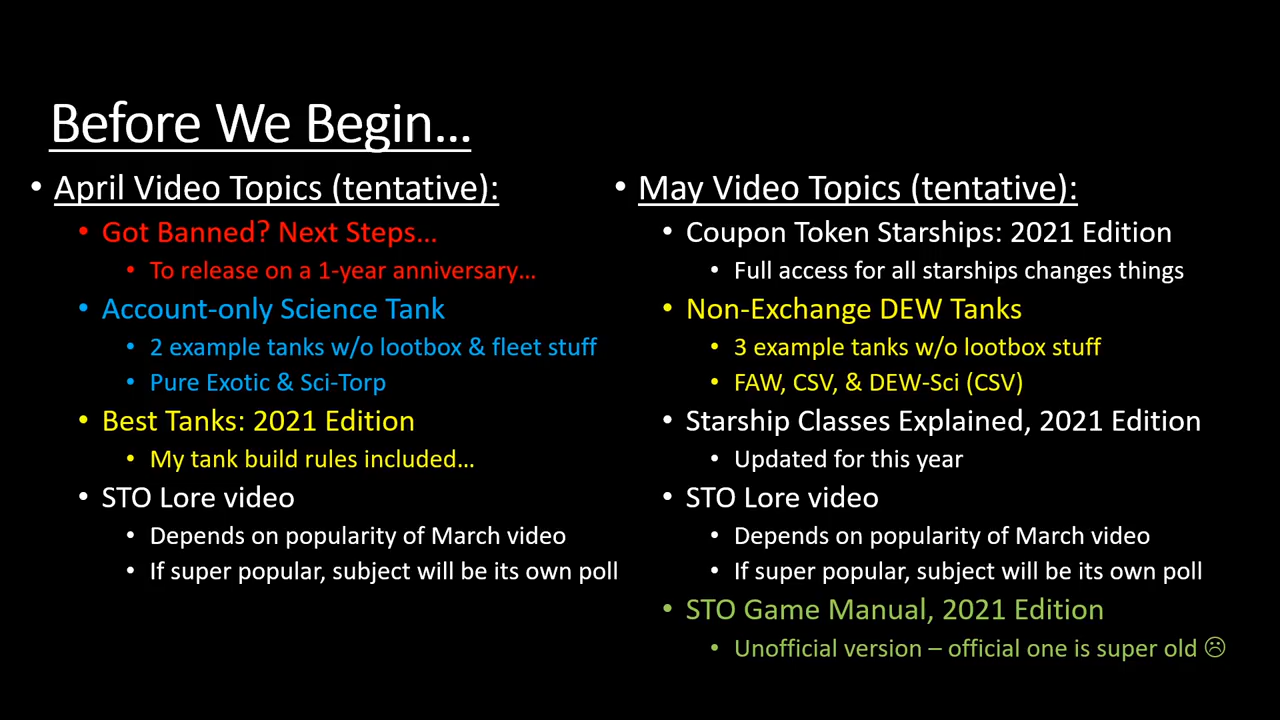 Before We Begin...
• April Video Topics (tentative):
• Got Banned? Next Steps...
• To release on a 1-year anniversary...
• Account-only Science Tank
• 2 example tanks w/o lootbox & fleet stuff
• Pure Exotic & Sci-Torp
• Best Tanks: 2021 Edition
• My tank build rules included...
• STO Lore video
• Depends on popularity of March video
• If super popular, subject will be its own poll
• May Video Topics (tentative):
• Coupon Token Starships: 2021 Edition
• Full access for all starships changes things
• Non-Exchange DEW Tanks
• 3 example tanks w/o lootbox stuff
• FAW, CSV, & DEW-Sci (CSV)
• Starship Classes Explained, 2021 Edition
• Updated for this year
• STO Lore video
• Depends on popularity of March video
• If super popular, subject will be its own poll
• STO Game Manual, 2021 Edition
• Unofficial version – official one is super old ☹